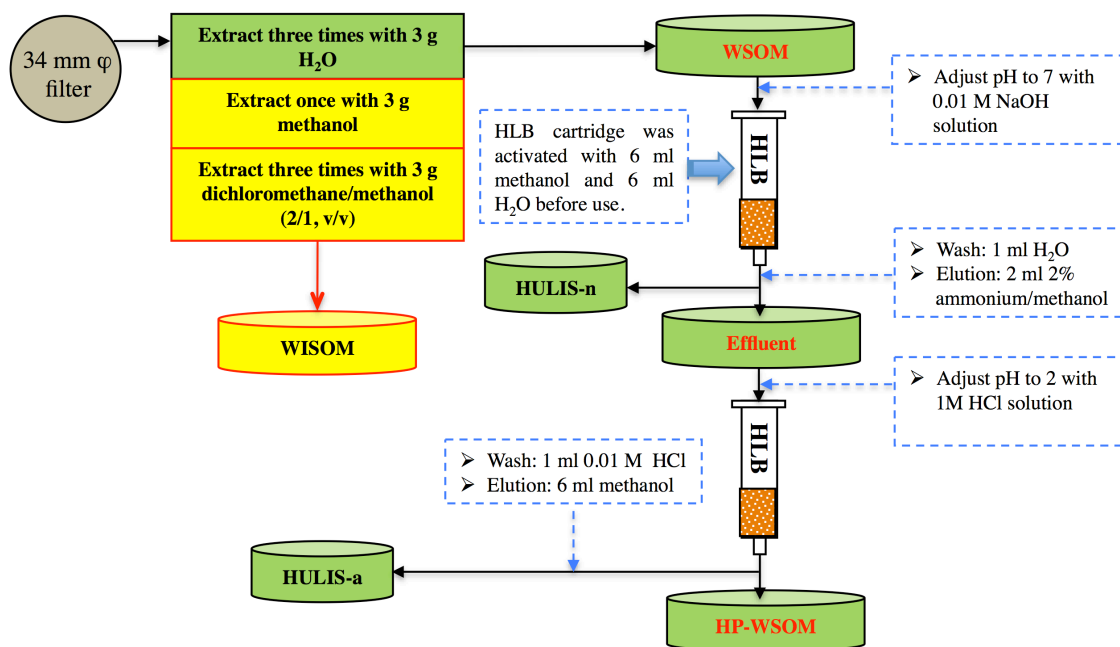 34 mm φ
filter
Extract three times with 3 g
H₂O
Extract once with 3 g
methanol
Extract three times with 3 g
dichloromethane/methanol
(2/1, v/v)
WISOM
WSOM
➢ Adjust pH to 7 with
0.01 M NaOH
solution
HLB cartridge was
activated with 6 ml
methanol and 6 ml
H₂O before use.
HLB
➢ Wash: 1 ml H₂O
➢ Elution: 2 ml 2%
ammonium/methanol
HULIS-n
Effluent
➢ Adjust pH to 2 with
1M HCl solution
HLB
➢ Wash: 1 ml 0.01 M HCl
➢ Elution: 6 ml methanol
HULIS-a
HP-WSOM